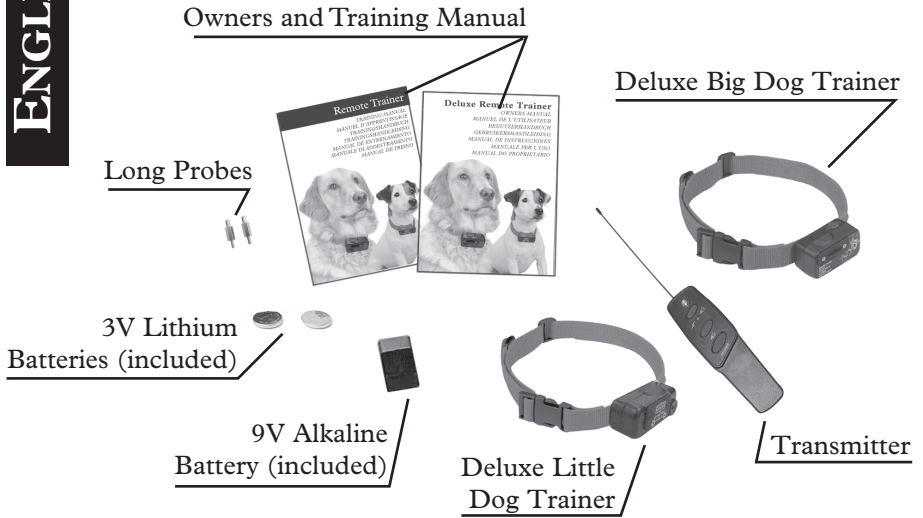 ENGL
Owners and Training Manual
Deluxe Big Dog Trainer
Remote Trainer
TRAINING MANUAL
MANUEL D'APPRENTISSAGE
TRAININGSHANDBUCH
TRAININGSHANDLEIDING
MANUAL DE ENTRENAMIENTO
MANUALE DI ADDESTRAMENTO
MANUAL DE TREINO
Deluxe Remote Trainer
OWNERS MANUAL
MANUEL DE L'UTILISATEUR
BENUTZERHANDBUCH
GEBRUIKERSHANDLEIDING
MANUAL DE INSTRUCCIONES
MANUALE PER L'USO
MANUAL DO PROPRIETÁRIO
Long Probes
3V Lithium
Batteries (included)
9V Alkaline
Battery (included)
Deluxe Little
Dog Trainer
Transmitter